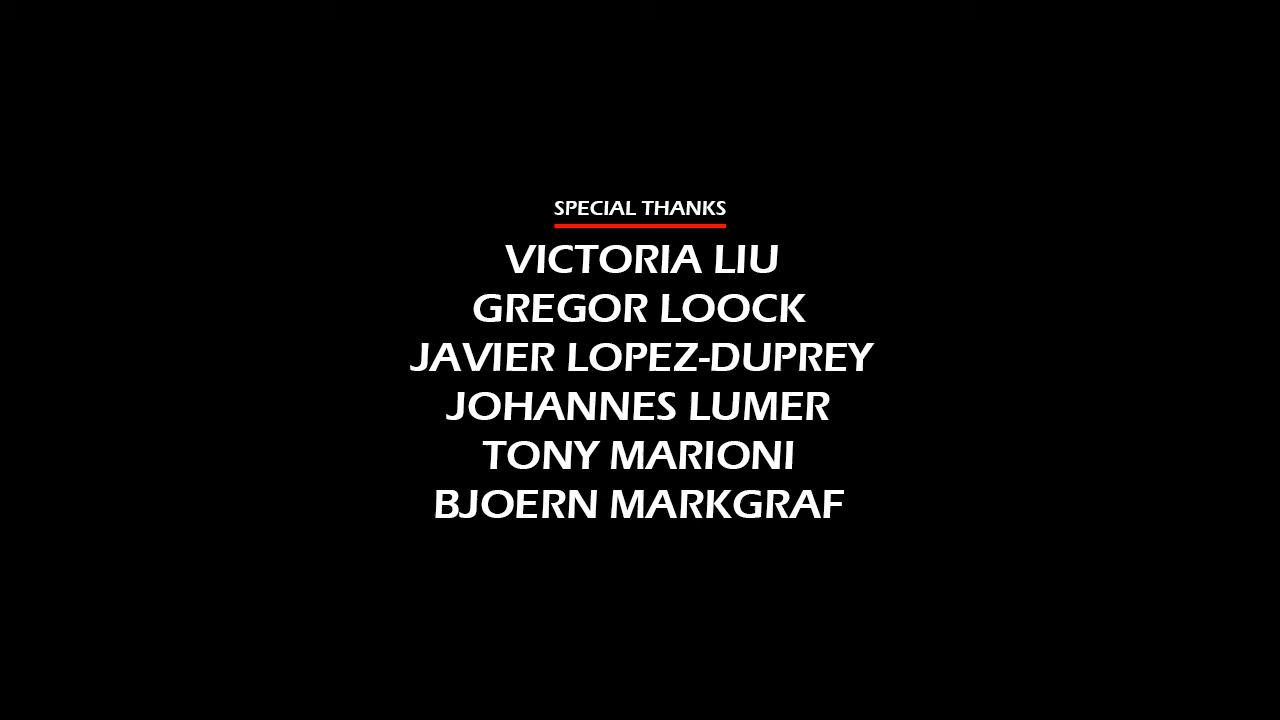 SPECIAL THANKS
VICTORIA LIU
GREGOR LOOCK
JAVIER LOPEZ-DUPREY
JOHANNES LUMER
TONY MARIONI
BJOERN MARKGRAF